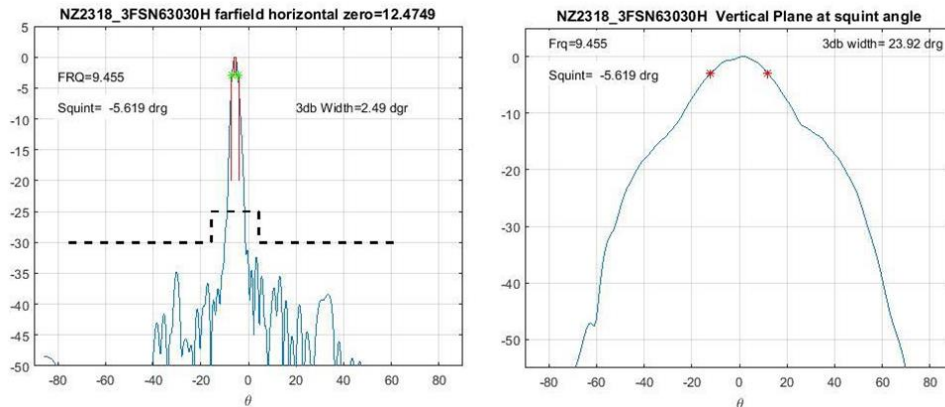 NZ2318_3FSN63030H farfield horizontal zero=12.4749
5
0
-5
-10
-15
-20
-25
-30
-35
-40
-45
-50
FRQ=9.455
Squint= -5.619 drg
3db Width=2.49 dgr
-80 -60 -40 -20 0 20 40 60 80
θ
NZ2318_3FSN63030H Vertical Plane at squint angle
0
-10
-20
-30
-40
-50
Frq=9.455
3db width= 23.92 drg
Squint= -5.619 drg
-80 -60 -40 -20 0 20 40 60 80
θ